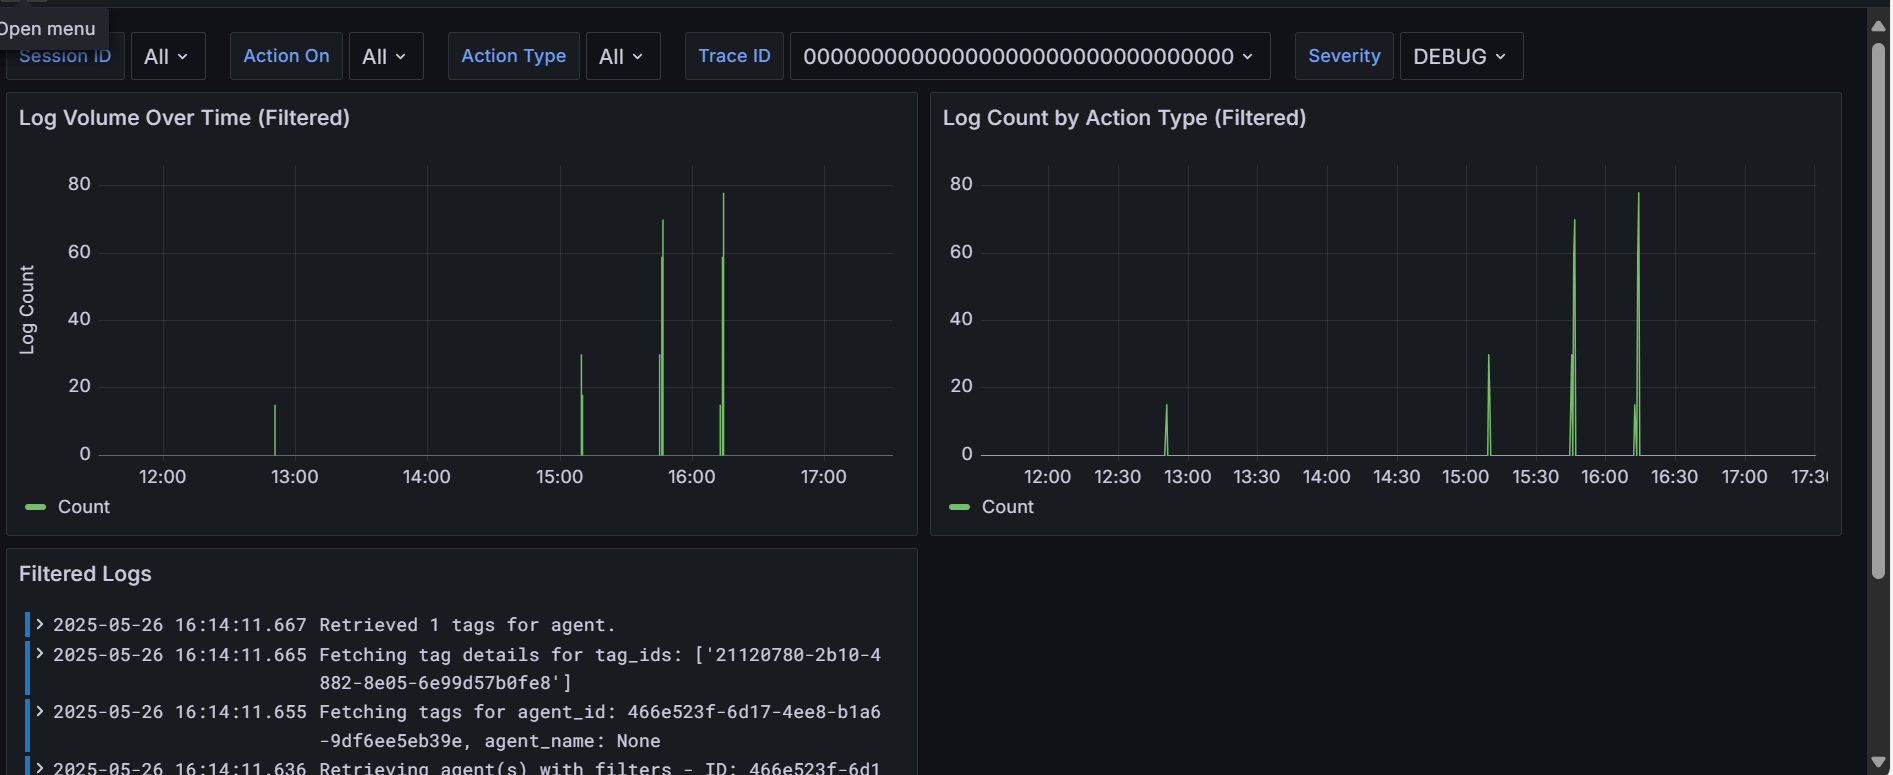 Open menu
Session ID All Action On All Action Type All Trace ID 00000000000000000000000000000000 Severity DEBUG
Log Volume Over Time (Filtered)
80
60
40
20
0
Log Count
12:00 13:00 14:00 15:00 16:00 17:00
Count
Log Count by Action Type (Filtered)
80
60
40
20
0
12:00 12:30 13:00 13:30 14:00 14:30 15:00 15:30 16:00 16:30 17:00 17:30
Count
Filtered Logs
2025-05-26 16:14:11.667 Retrieved 1 tags for agent.
2025-05-26 16:14:11.665 Fetching tag details for tag_ids: ['21120780-2b10-4
882-8e05-6e99d57b0fe8']
2025-05-26 16:14:11.655 Fetching tags for agent_id: 466e523f-6d17-4ee8-b1a6
-9df6ee5eb39e, agent_name: None
2025-05-26 16:14:11.636 Retrieving agent(s) with filters - ID: 466e523f-6d1